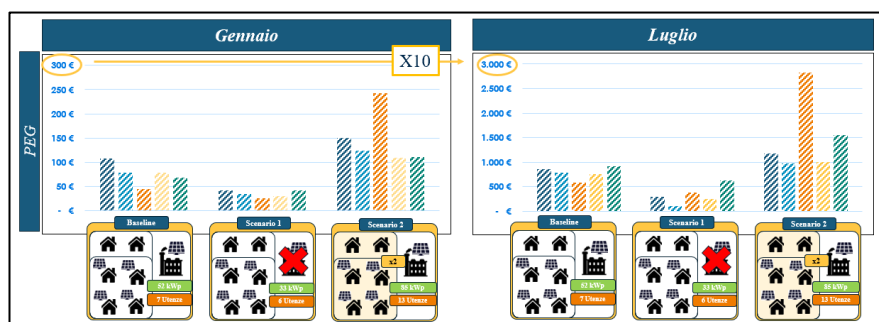 Gennaio
Luglio
PEG
300 €
250 €
200 €
150 €
100 €
50 €
- €
X10
3.000 €
2.500 €
2.000 €
1.500 €
1.000 €
500 €
- €
Baseline
52 kWp
7 Utenze
Scenario 1
33 kWp
6 Utenze
Scenario 2
x2
85 kWp
13 Utenze
Baseline
52 kWp
7 Utenze
Scenario 1
33 kWp
6 Utenze
Scenario 2
x2
85 kWp
13 Utenze